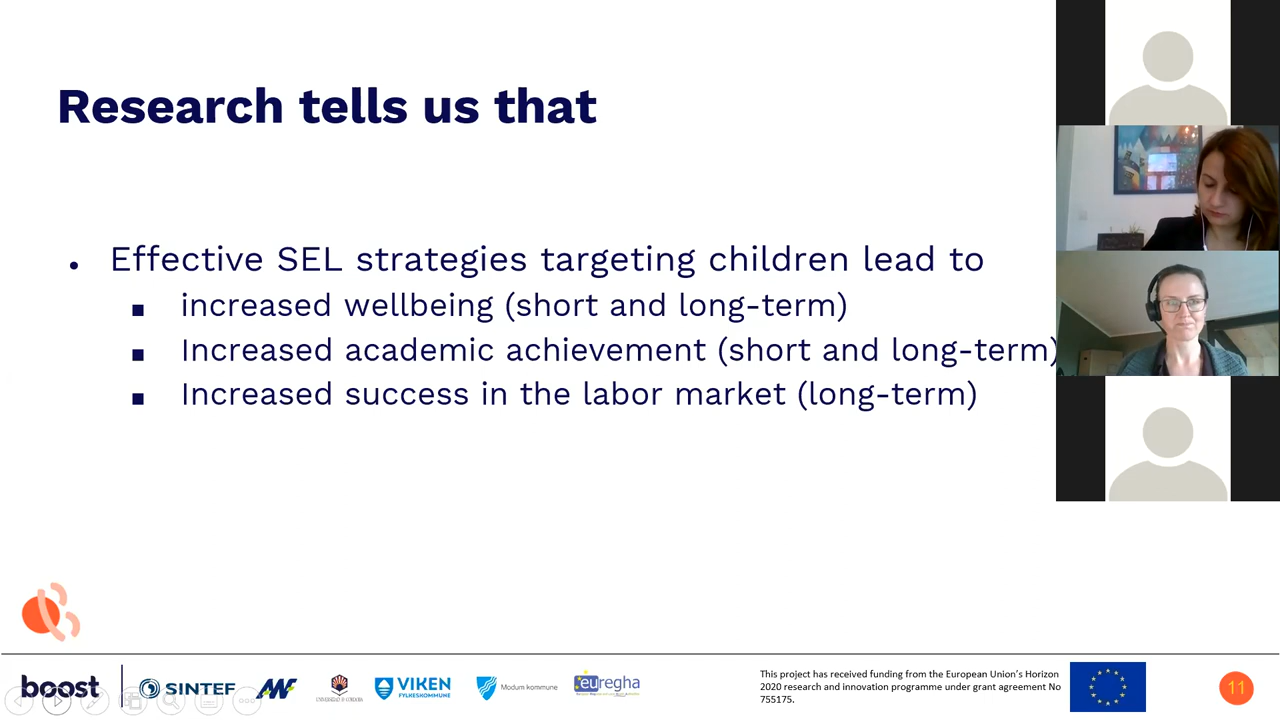 Research tells us that
Effective SEL strategies targeting children lead to
increased wellbeing (short and long-term)
Increased academic achievement (short and long-term)
Increased success in the labor market (long-term)
boost
SINTEF
VIKEN
FYLKESKOMMUNE
Modum kommune
euregha
This project has received funding from the European Union's Horizon
2020 research and innovation programme under grant agreement No
755175.
11